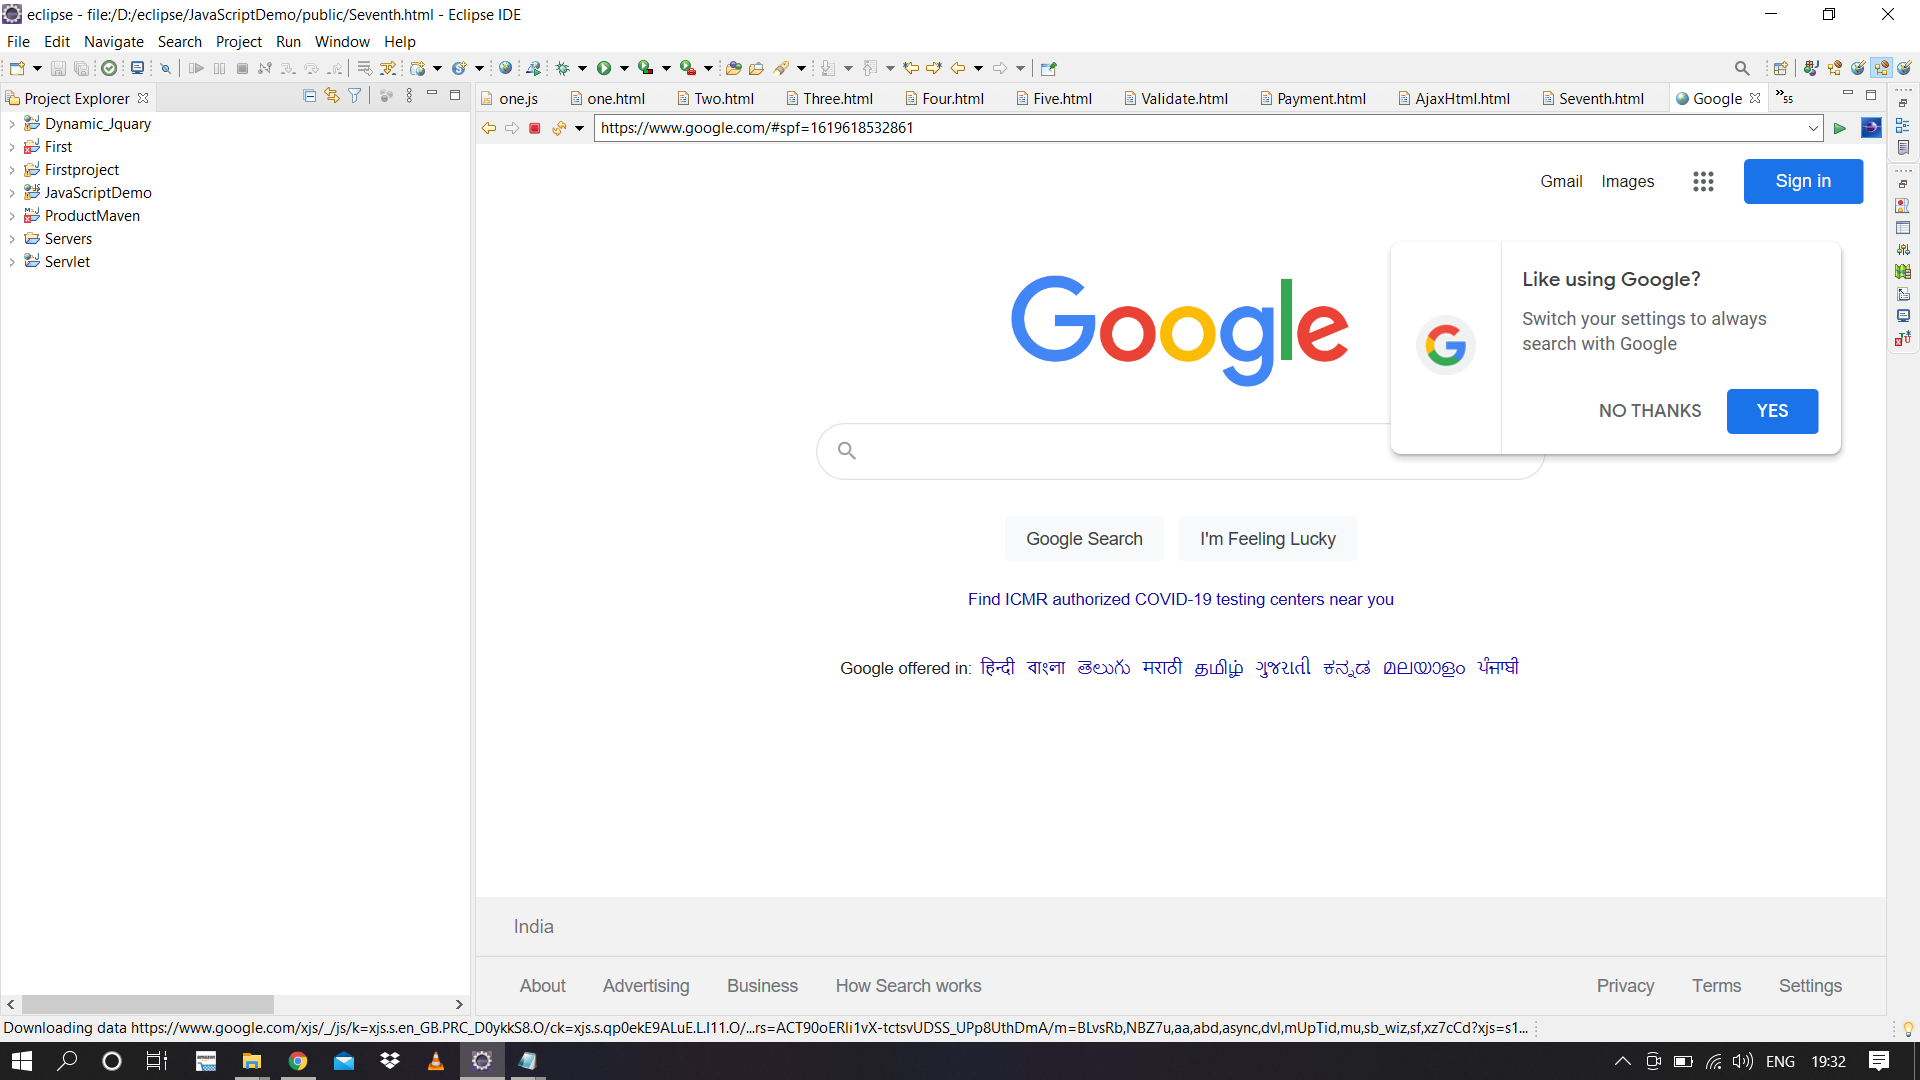 eclipse - file:/D:/eclipse/JavaScriptDemo/public/Seventh.html - Eclipse IDE
File Edit Navigate Search Project Run Window Help
Project Explorer
one.js one.html Two.html Three.html Four.html Five.html Validate.html Payment.html AjaxHtml.html Seventh.html Google 55
https://www.google.com/#spf=1619618532861
Dynamic_Jquary
First
Firstproject
JavaScriptDemo
ProductMaven
Servers
Servlet
Gmail Images Sign in
Google
Like using Google?
Switch your settings to always
search with Google
NO THANKS YES
Google Search I'm Feeling Lucky
Find ICMR authorized COVID-19 testing centers near you
Google offered in: हिन्दी বাংলা తెలుగు मराठी தமிழ் ગુજરાતી ಕನ್ನಡ മലയാളം ਪੰਜਾਬੀ
India
About Advertising Business How Search works Privacy Terms Settings
Downloading data https://www.google.com/xjs/_/js/k=xjs.s.en_GB.PRC_D0ykkS8.O/ck=xjs.s.qp0ekE9ALuE.L.I11.O/...rs=ACT90oERli1vX-tctsvUDSS_UPp8UthDmA/m=BLvsRb,NBZ7u,aa,abd,async,dvl,mUpTid,mu,sb_wiz,sf,xz7cCd?xjs=s1...
amazon ENG 19:32